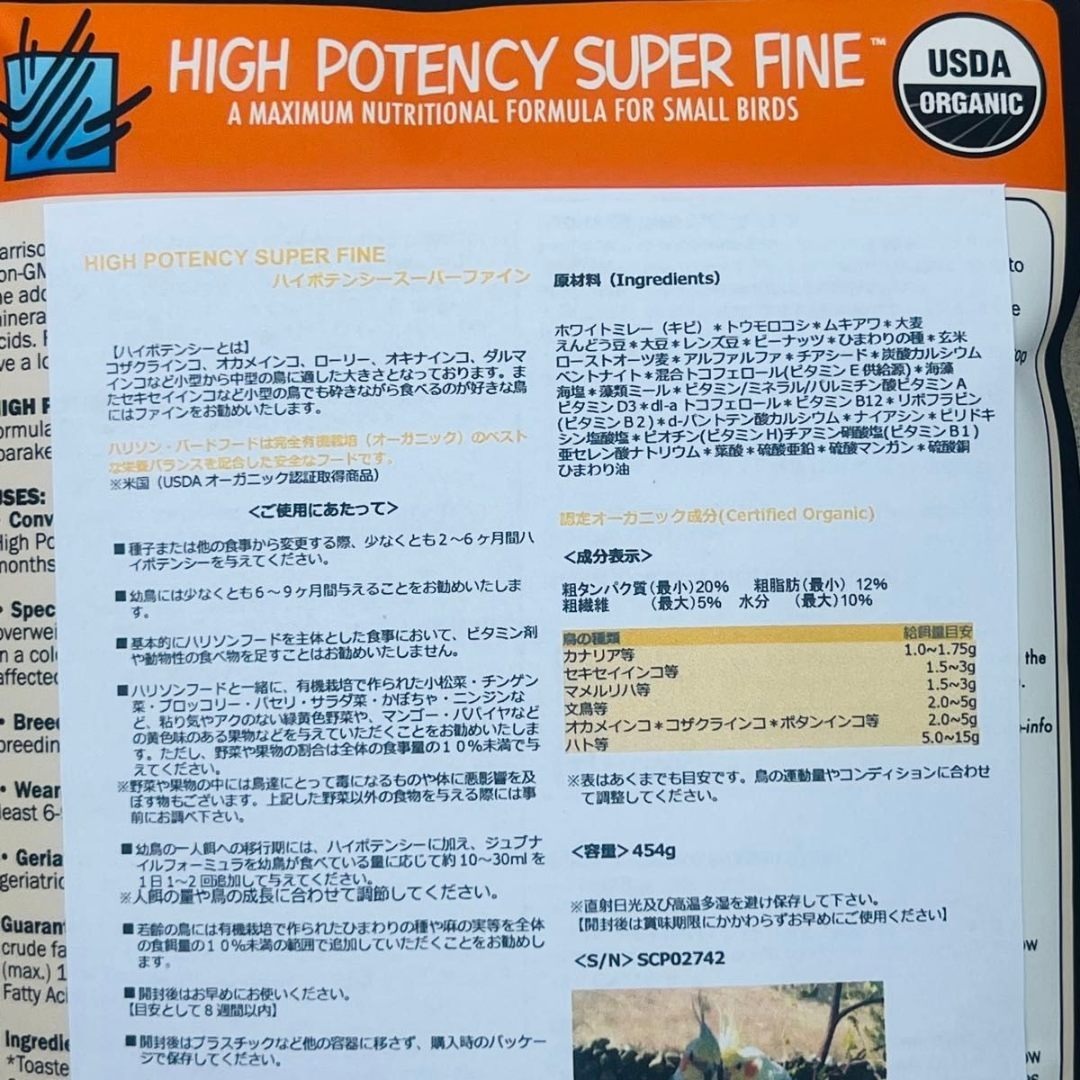 HIGH POTENCY SUPER FINE™
A MAXIMUM NUTRITIONAL FORMULA FOR SMALL BIRDS
USDA
ORGANIC
HIGH POTENCY SUPER FINE
ハイポテンシースーパーファイン
【ハイポテンシーとは】
コザクラインコ、オカメインコ、ローリー、オキナインコ、ダルマ
インコなど小型から中型の鳥に適した大きさとなっております。ま
たセキセイインコなど小型の鳥でも砕きながら食べるのが好きな鳥
にはファインをお勧めいたします。
ハリソン・バードフードは完全有機栽培（オーガニック）のベスト
な栄養バランスを配合した安全なフードです。
※米国（USDA オーガニック認証取得商品）
＜ご使用にあたって＞
■種子または他の食事から変更する際、少なくとも２～６ヶ月間ハ
イポテンシーを与えてください。
■幼鳥には少なくとも６～９ヶ月間与えることをお勧めいたしま
す。
■基本的にハリソンフードを主体とした食事において、ビタミン剤
や動物性の食べ物を足すことはお勧めいたしません。
■ハリソンフードと一緒に、有機栽培で作られた小松菜・チンゲン
菜・ブロッコリー・パセリ・サラダ菜・かぼちゃ・ニンジンな
ど、粘り気やアクのない緑黄色野菜や、マンゴー・パパイヤなど
の黄色味のある果物などを与えていただくことをお勧めいたしま
す。ただし、野菜や果物の割合は全体の食事量の１０％未満で与
えてください。
※野菜や果物の中には鳥達にとって毒になるものや体に悪影響を及
ぼす物もございます。上記した野菜以外の食物を与える際には事
前にお調べ下さい。
■幼鳥の一人餌への移行期には、ハイポテンシーに加え、ジュブナ
イルフォーミュラを幼鳥が食べている量に応じて約 10～30ml を
１日 1～2 回追加して与えてください。
※人餌の量や鳥の成長に合わせて調節してください。
■若齢の鳥には有機栽培で作られたひまわりの種や麻の実等を全体
の食餌量の１０％未満の範囲で追加していただくことをお勧めし
ます。
■開封後はお早めにお使いください。
【目安として８週間以内】
■開封後はプラスチックなど他の容器に移さず、購入時のパッケー
ジで保存してください。
原材料（Ingredients）
ホワイトミレー（キビ）＊トウモロコシ＊ムキアワ＊大麦
えんどう豆＊大豆＊レンズ豆＊ピーナッツ＊ひまわりの種＊玄米
ローストオーツ麦＊アルファルファ＊チアシード＊炭酸カルシウム
ベントナイト＊混合トコフェロール(ビタミンＥ供給源)＊海藻
海塩＊藻類ミール＊ビタミン/ミネラル/パルミチン酸ビタミンＡ
ビタミン D3＊dl-a トコフェロール＊ビタミン B12＊リボフラビン
(ビタミンＢ２)＊d-パントテン酸カルシウム＊ナイアシン＊ピリドキ
シン塩酸塩＊ビオチン(ビタミン H)チアミン硝酸塩(ビタミンＢ１)
亜セレン酸ナトリウム＊葉酸＊硫酸亜鉛＊硫酸マンガン＊硫酸銅
ひまわり油
認定オーガニック成分(Certified Organic)
＜成分表示＞
粗タンパク質(最小)20% 粗脂肪(最小) 12%
粗繊維 (最大)5% 水分 (最大)10%
鳥の種類 給餌量目安
カナリア等 1.0~1.75g
セキセイインコ等 1.5~3g
マメルリハ等 1.5~3g
文鳥等 2.0~5g
オカメインコ＊コザクラインコ＊ボタンインコ等 2.0~5g
ハト等 5.0~15g
※表はあくまでも目安です。鳥の運動量やコンディションに合わせ
て調整してください。
＜容量＞454g
※直射日光及び高温多湿を避け保存して下さい。
【開封後は賞味期限にかかわらずお早めにご使用ください】
＜S/N＞SCP02742